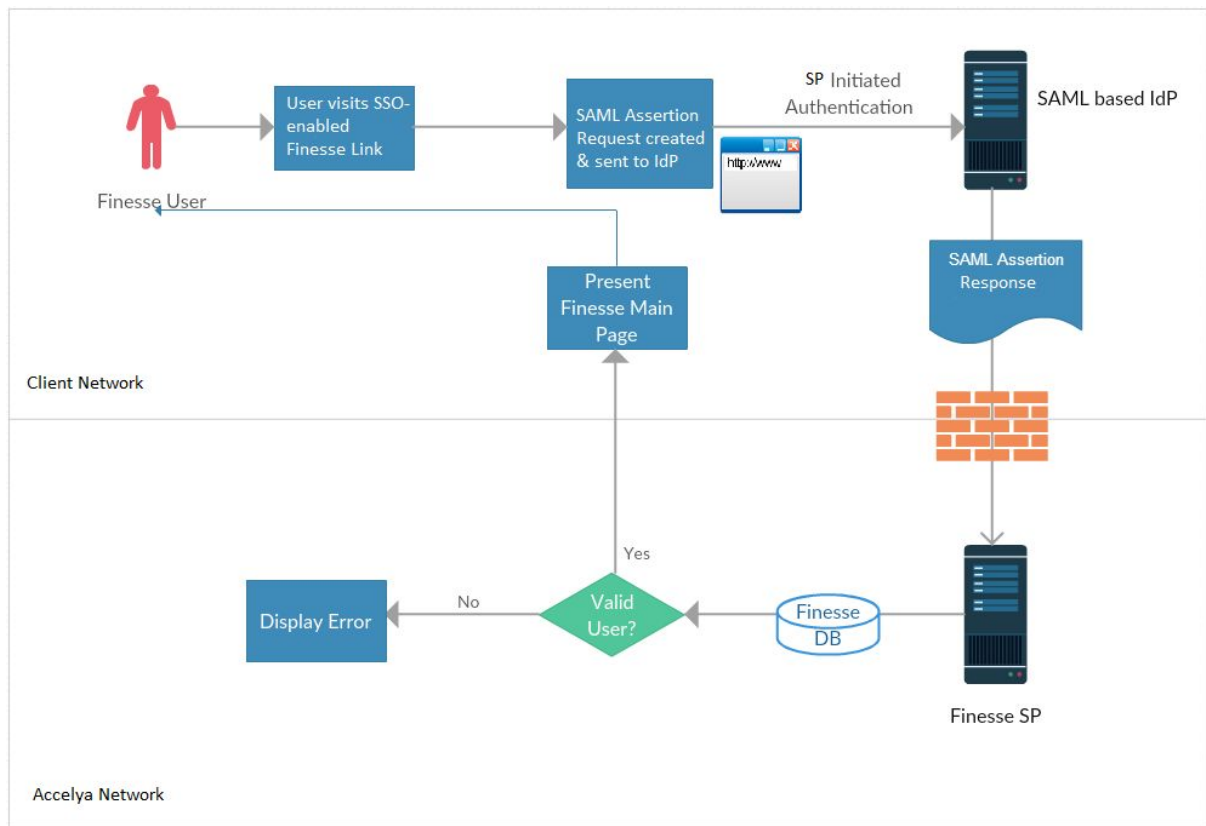 User visits SSO-
enabled
Finesse Link
SAML Assertion
Request created
& sent to IdP
SP Initiated
Authentication
http://www
SAML based IdP
Finesse User
SAML Assertion
Response
Present
Finesse Main
Page
Client Network
Yes
No
Display Error
Valid
User?
Finesse
DB
Finesse SP
Accelya Network